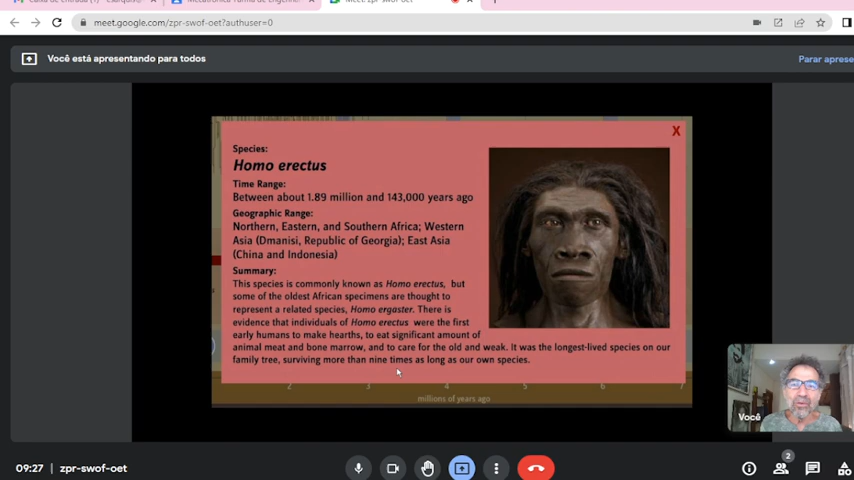 meet.google.com/zpr-swof-oet?authuser=0
Você está apresentando para todos
Parar aprese
X
Species:
Homo erectus
Time Range:
Between about 1.89 million and 143,000 years ago
Geographic Range:
Northern, Eastern, and Southern Africa; Western
Asia (Dmanisi, Republic of Georgia); East Asia
(China and Indonesia)
Summary:
This species is commonly known as Homo erectus, but
some of the oldest African specimens are thought to
represent a related species, Homo ergaster. There is
evidence that individuals of Homo erectus were the first
early humans to make hearths, to eat significant amount of
animal meat and bone marrow, and to care for the old and weak. It was the longest-lived species on our
family tree, surviving more than nine times as long as our own species.
2 3 4 5 6 7
millions of years ago
Você
09:27 | zpr-swof-oet
2